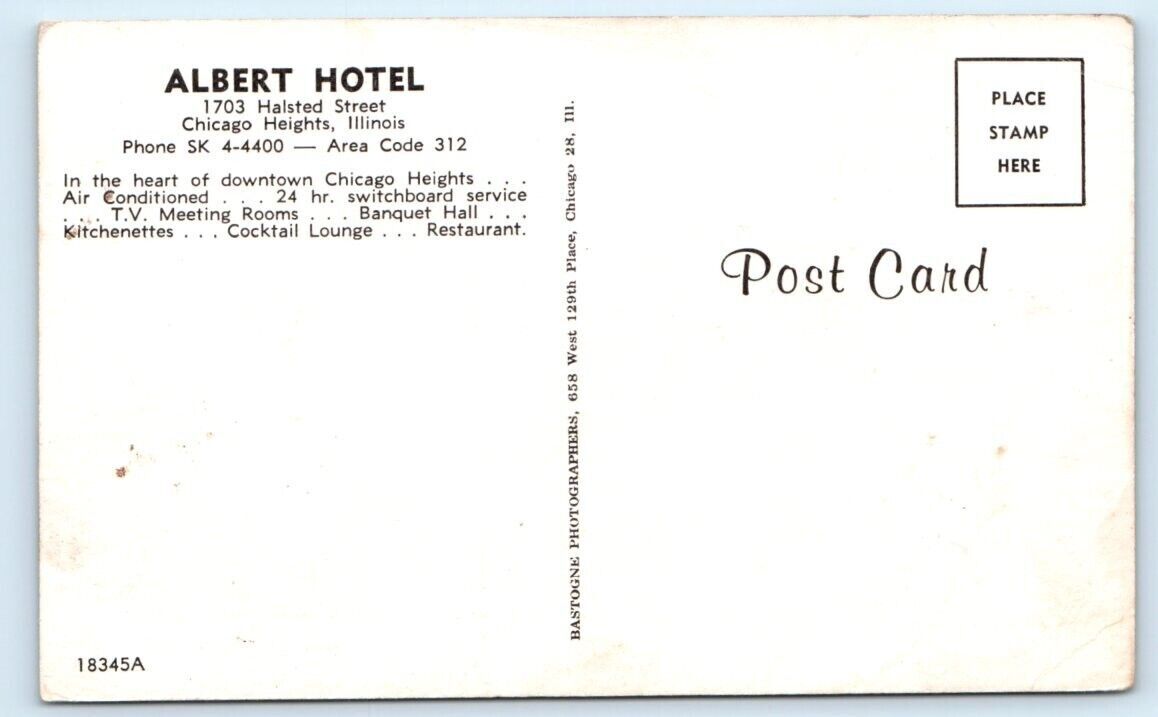 ALBERT HOTEL
1703 Halsted Street
Chicago Heights, Illinois
Phone SK 4-4400 — Area Code 312
In the heart of downtown Chicago Heights . . .
Air Conditioned . . . 24 hr. switchboard service
. . . T.V. Meeting Rooms . . . Banquet Hall . . .
Kitchenettes . . . Cocktail Lounge . . . Restaurant.
18345A
BASTOGNE PHOTOGRAPHERS, 658 West 129th Place, Chicago 28, Ill.
PLACE
STAMP
HERE
Post Card